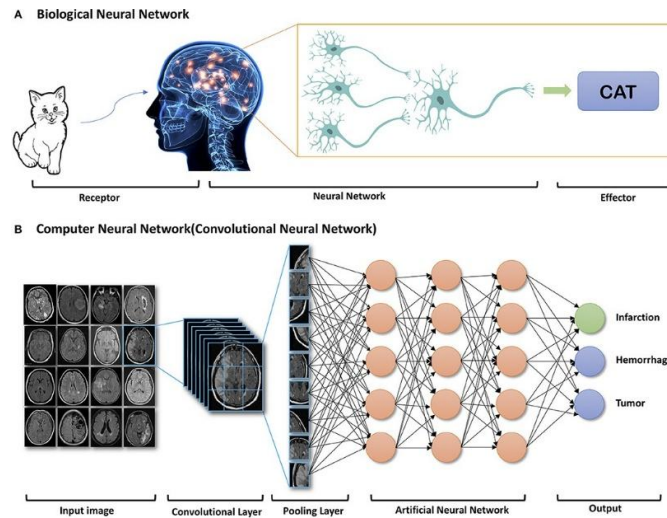 A Biological Neural Network
CAT
Receptor
Neural Network
Effector
B Computer Neural Network(Convolutional Neural Network)
Infarction
Hemorrhag
Tumor
Input image
Convolutional Layer
Pooling Layer
Artificial Neural Network
Output